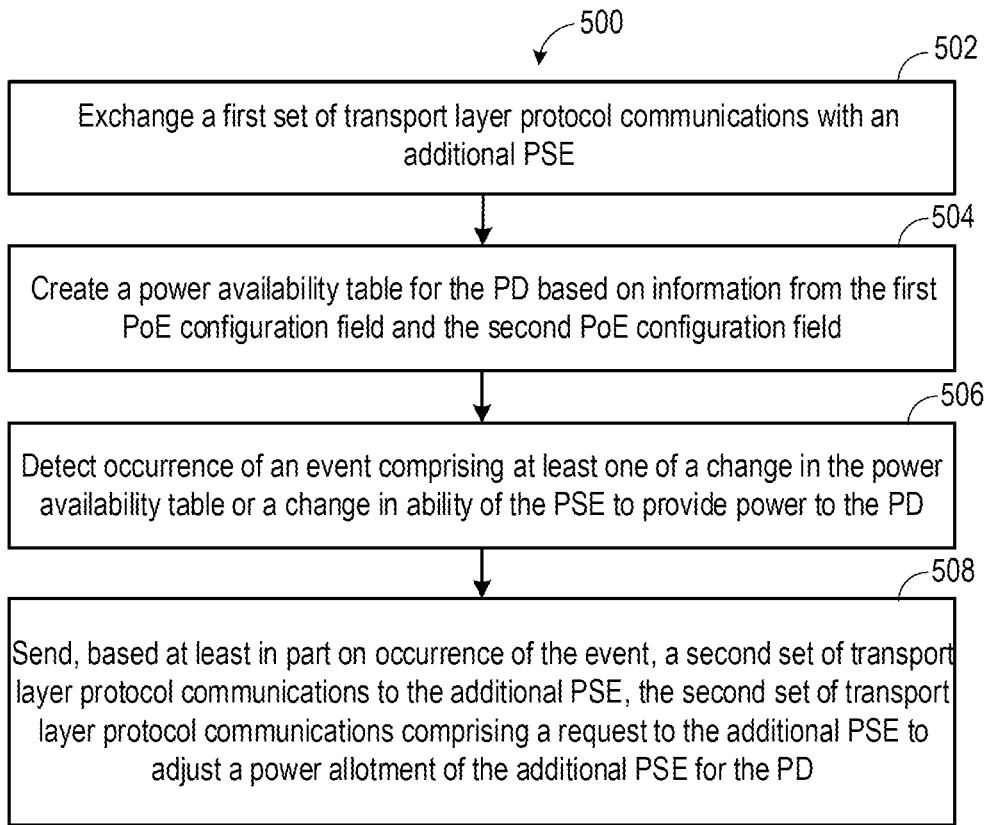 500
502
Exchange a first set of transport layer protocol communications with an
additional PSE
504
Create a power availability table for the PD based on information from the first
PoE configuration field and the second PoE configuration field
506
Detect occurrence of an event comprising at least one of a change in the power
availability table or a change in ability of the PSE to provide power to the PD
508
Send, based at least in part on occurrence of the event, a second set of transport
layer protocol communications to the additional PSE, the second set of transport
layer protocol communications comprising a request to the additional PSE to
adjust a power allotment of the additional PSE for the PD